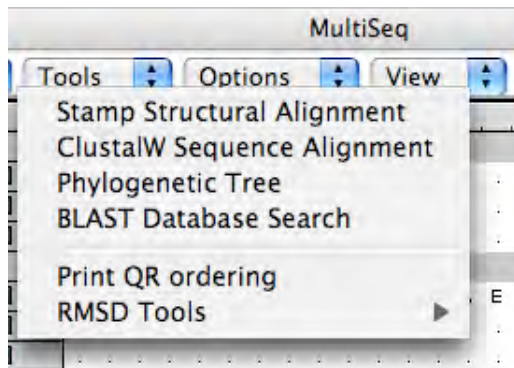 MultiSeq
Tools Options View
Stamp Structural Alignment
ClustalW Sequence Alignment
Phylogenetic Tree
BLAST Database Search
Print QR ordering
RMSD Tools
E